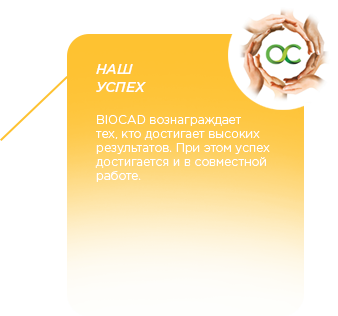 НАШ
УСПЕХ
BIOCAD вознаграждает
тех, кто достигает высоких
результатов. При этом успех
достигается и в совместной
работе.